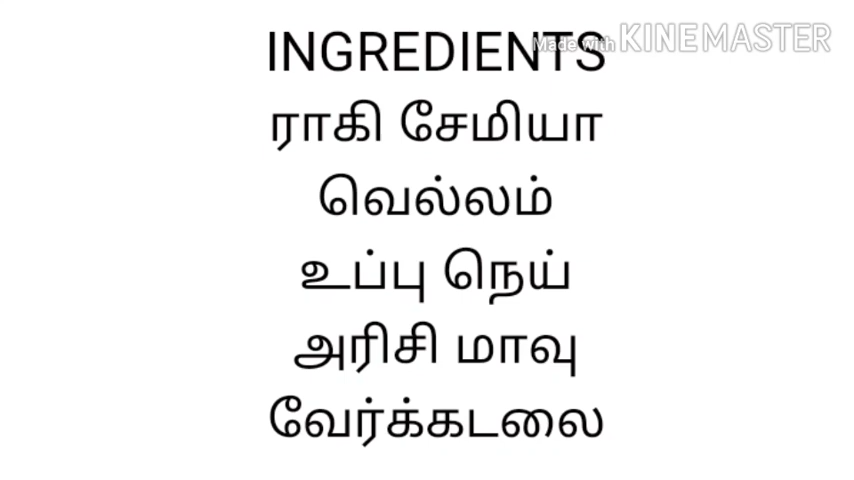 INGREDIENTS
Made with KINEMASTER
ராகி சேமியா
வெல்லம்
உப்பு நெய்
அரிசி மாவு
வேர்க்கடலை